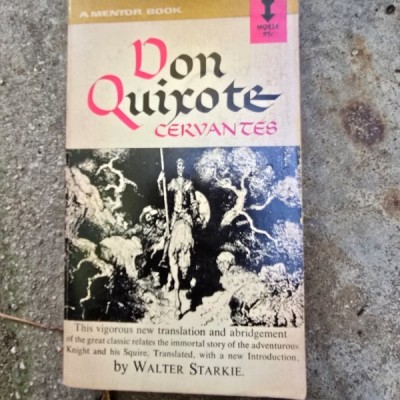 A MENTOR BOOK
Don
Quixote
CERVANTES
This vigorous new translation and abridgement
of the great classic relates the immortal story of the adventurous
Knight and his Squire. Translated, with a new Introduction,
by WALTER STARKIE.